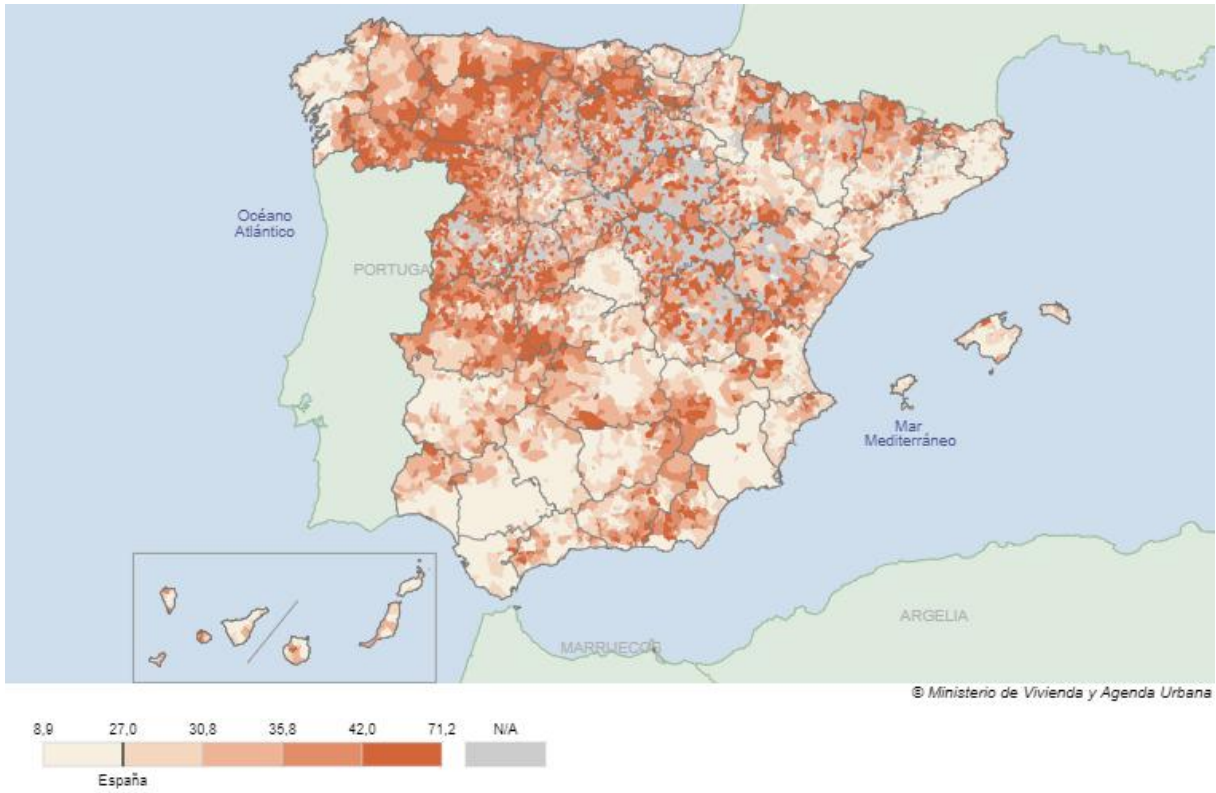 Océano
Atlántico
PORTUGA
Mar
Mediterráneo
ARGELIA
MARRUECOS
© Ministerio de Vivienda y Agenda Urbana
8,9 27,0 30,8 35,8 42,0 71,2 N/A
España